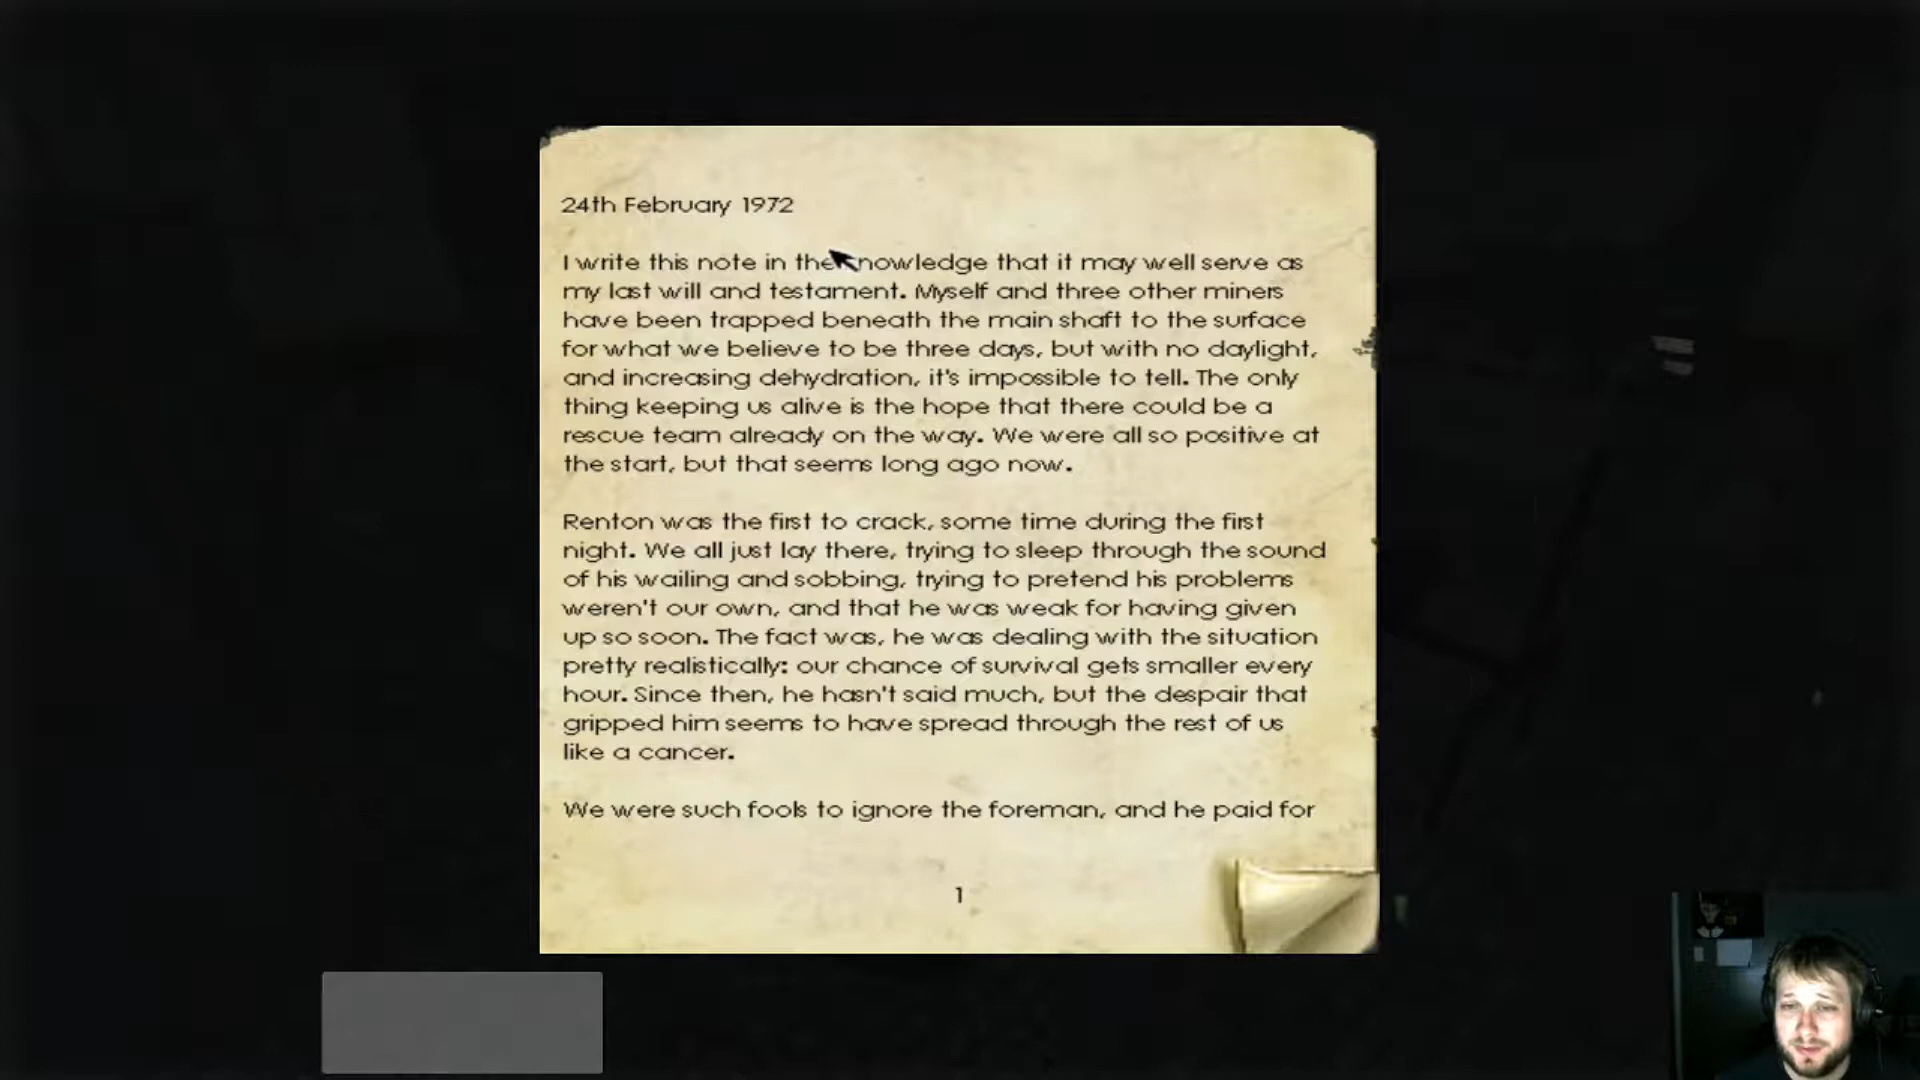 24th February 1972
I write this note in the knowledge that it may well serve as
my last will and testament. Myself and three other miners
have been trapped beneath the main shaft to the surface
for what we believe to be three days, but with no daylight,
and increasing dehydration, it's impossible to tell. The only
thing keeping us alive is the hope that there could be a
rescue team already on the way. We were all so positive at
the start, but that seems long ago now.
Renton was the first to crack, some time during the first
night. We all just lay there, trying to sleep through the sound
of his wailing and sobbing, trying to pretend his problems
weren't our own, and that he was weak for having given
up so soon. The fact was, he was dealing with the situation
pretty realistically: our chance of survival gets smaller every
hour. Since then, he hasn't said much, but the despair that
gripped him seems to have spread through the rest of us
like a cancer.
We were such fools to ignore the foreman, and he paid for
1